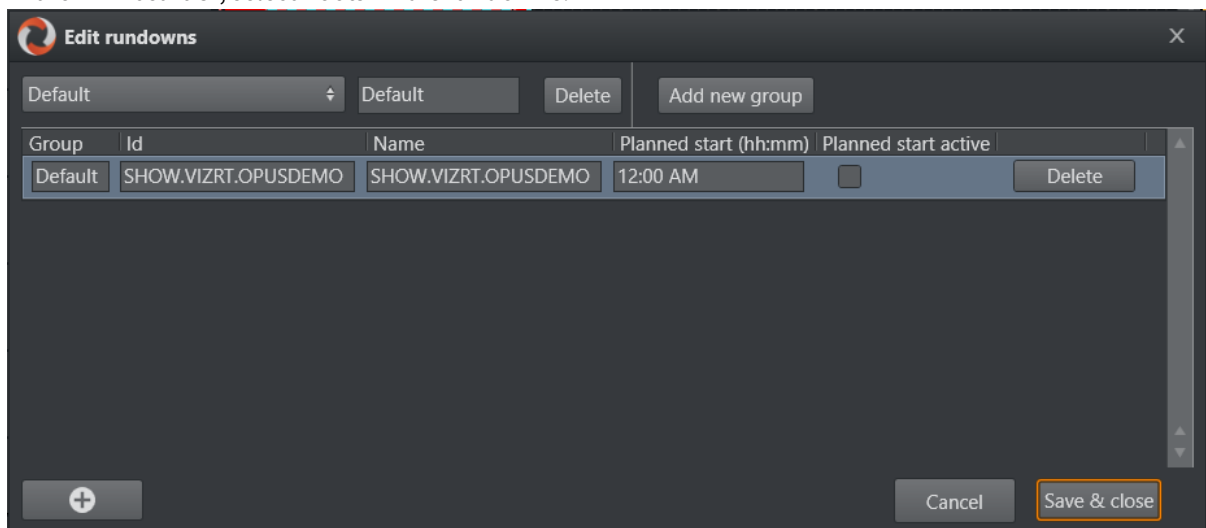 Edit rundowns X
Default Default Delete Add new group
Group Id Name Planned start (hh:mm) Planned start active
Default SHOW.VIZRT.OPUSDEMO SHOW.VIZRT.OPUSDEMO 12:00 AM Delete
Cancel Save & close